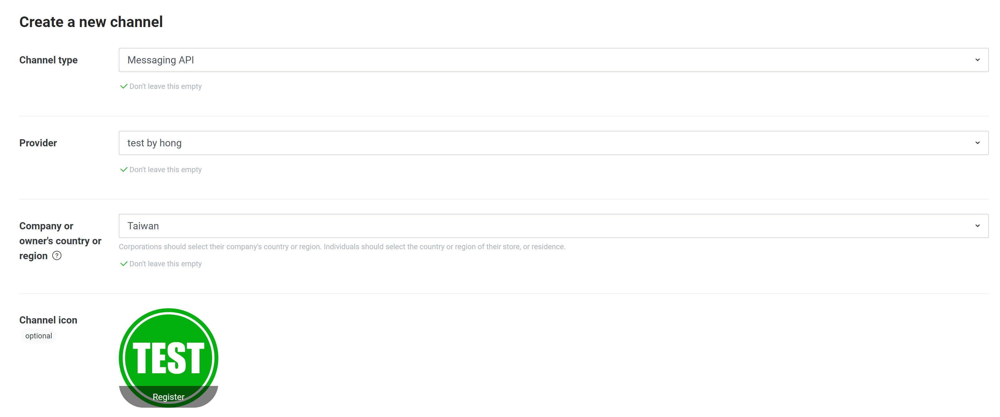 Create a new channel
Channel type
Messaging API
Don't leave this empty
Provider
test by hong
Don't leave this empty
Company or
owner's country or
region ?
Taiwan
Corporations should select their company's country or region. Individuals should select the country or region of their store, or residence.
Don't leave this empty
Channel icon
optional
TEST
Register